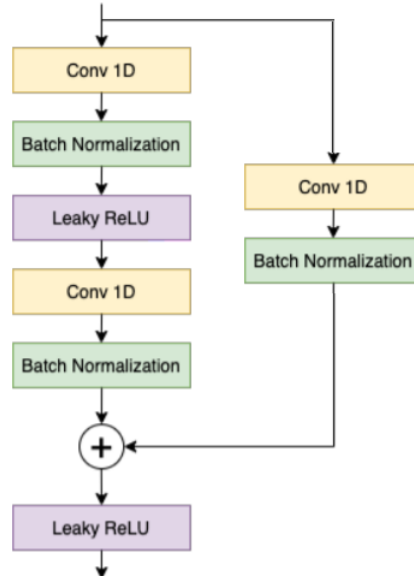 Conv 1D
Batch Normalization
Leaky ReLU
Conv 1D
Batch Normalization
+
Leaky ReLU
Conv 1D
Batch Normalization